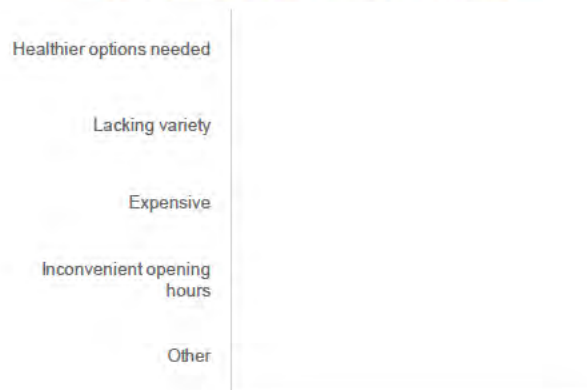 Healthier options needed
Lacking variety
Expensive
Inconvenient opening
hours
Other